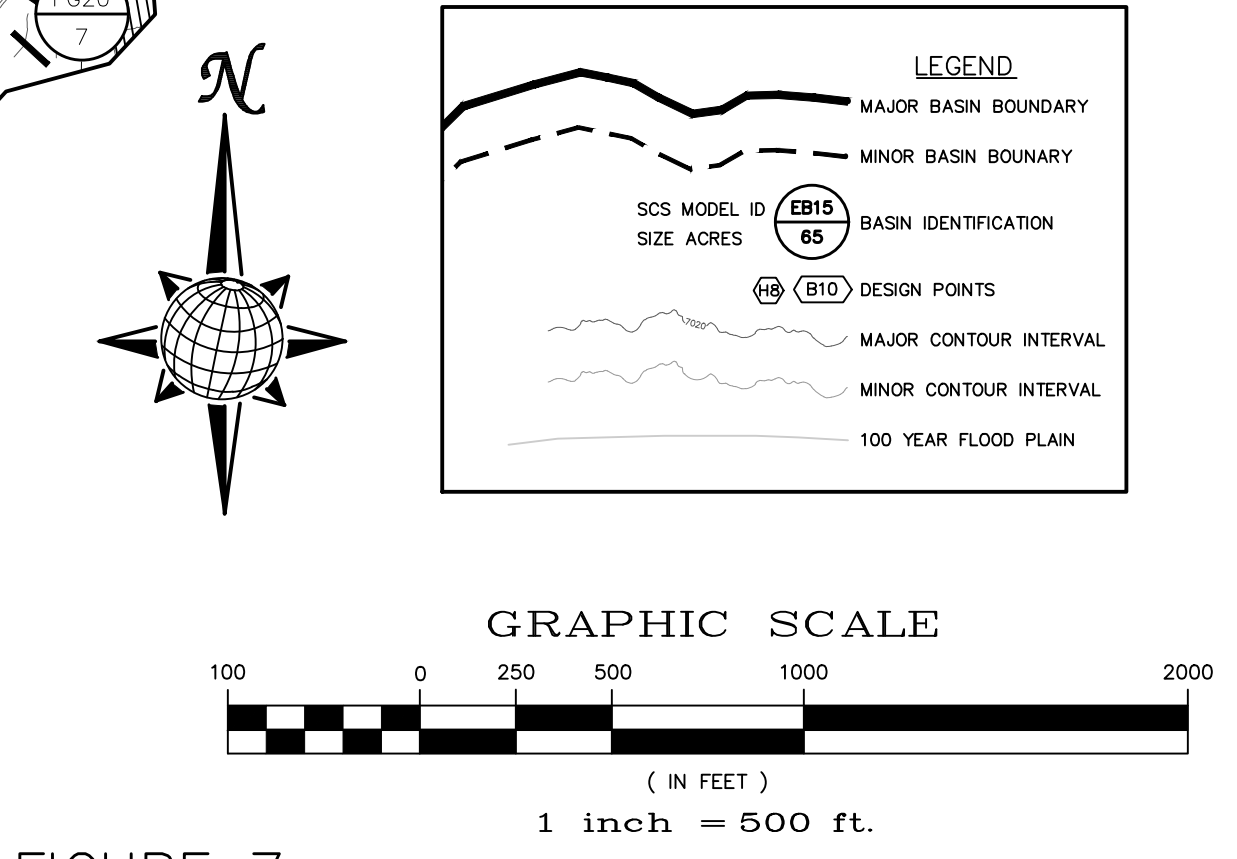 7
N
LEGEND
MAJOR BASIN BOUNDARY
MINOR BASIN BOUNARY
SCS MODEL ID EB15 BASIN IDENTIFICATION
SIZE ACRES 65
H8 B10 DESIGN POINTS
7020 MAJOR CONTOUR INTERVAL
MINOR CONTOUR INTERVAL
100 YEAR FLOOD PLAIN
GRAPHIC SCALE
100 0 250 500 1000 2000
( IN FEET )
1 inch = 500 ft.
FIGURE 7